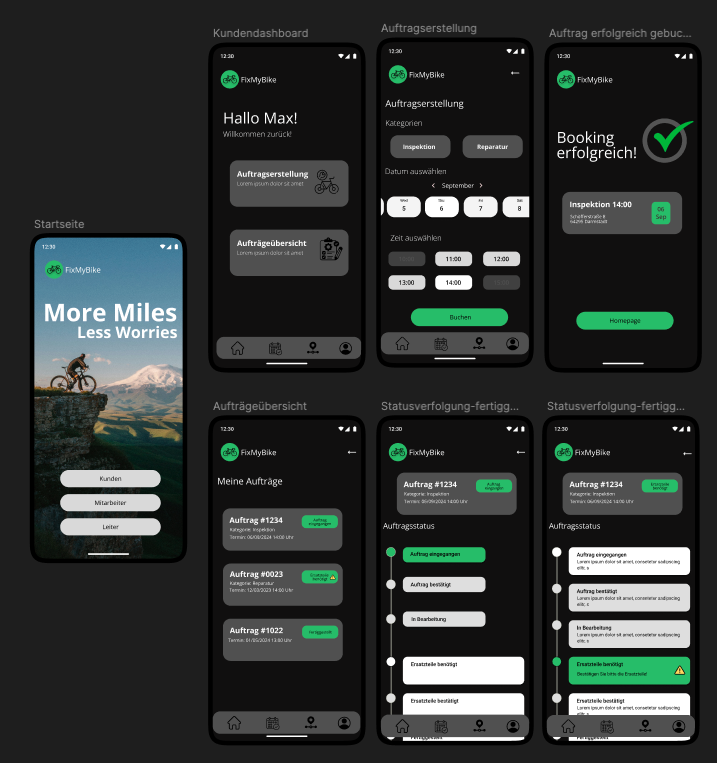 Kundendashboard
12:30
FixMyBike
Hallo Max!
Willkommen zurück!
Auftragserstellung
Lorem ipsum dolor sit amet
Aufträgeübersicht
Lorem ipsum dolor sit amet
Auftragserstellung
12:30
FixMyBike
Auftragserstellung
Kategorien
Inspektion
Reparatur
Datum auswählen
September
Wed
5
Thu
6
Fri
7
Sat
8
Zeit auswählen
11:00
12:00
13:00
14:00
Buchen
Auftrag erfolgreich gebuc...
12:30
FixMyBike
Booking
erfolgreich!
Inspektion 14:00
Schöfferstraße 8
64295 Darmstadt
06
Sep
Homepage
Startseite
12:30
FixMyBike
More Miles
Less Worries
Kunden
Mitarbeiter
Leiter
Aufträgeübersicht
12:30
FixMyBike
Meine Aufträge
Auftrag #1234
Kategorie: Inspektion
Termin: 06/09/2024 14:00 Uhr
Auftrag
eingegangen
Auftrag #0023
Kategorie: Reparatur
Termin: 12/03/2023 14:00 Uhr
Ersatzteile
benötigt
Auftrag #1022
Termin: 01/05/2024 13:00 Uhr
Fertiggestellt
Statusverfolgung-fertigg...
12:30
FixMyBike
Auftrag #1234
Kategorie: Inspektion
Termin: 06/09/2024 14:00 Uhr
Auftrag
eingegangen
Auftragsstatus
Auftrag eingegangen
Auftrag bestätigt
In Bearbeitung
Ersatzteile benötigt
Ersatzteile bestätigt
Fertiggestellt
Statusverfolgung-fertigg...
12:30
FixMyBike
Auftrag #1234
Kategorie: Inspektion
Termin: 06/09/2024 14:00 Uhr
Ersatzteile
benötigt
Auftragsstatus
Auftrag eingegangen
Lorem ipsum dolor sit amet, consetetur sadipscing
elitr, s
Auftrag bestätigt
Lorem ipsum dolor sit amet, consetetur sadipscing
elitr, s
In Bearbeitung
Lorem ipsum dolor sit amet, consetetur sadipscing
elitr, s
Ersatzteile benötigt
Bestätigen Sie bitte die Ersatzteile!
Ersatzteile bestätigt
Lorem ipsum dolor sit amet, consetetur sadipscing
elitr, s
Fertiggestellt